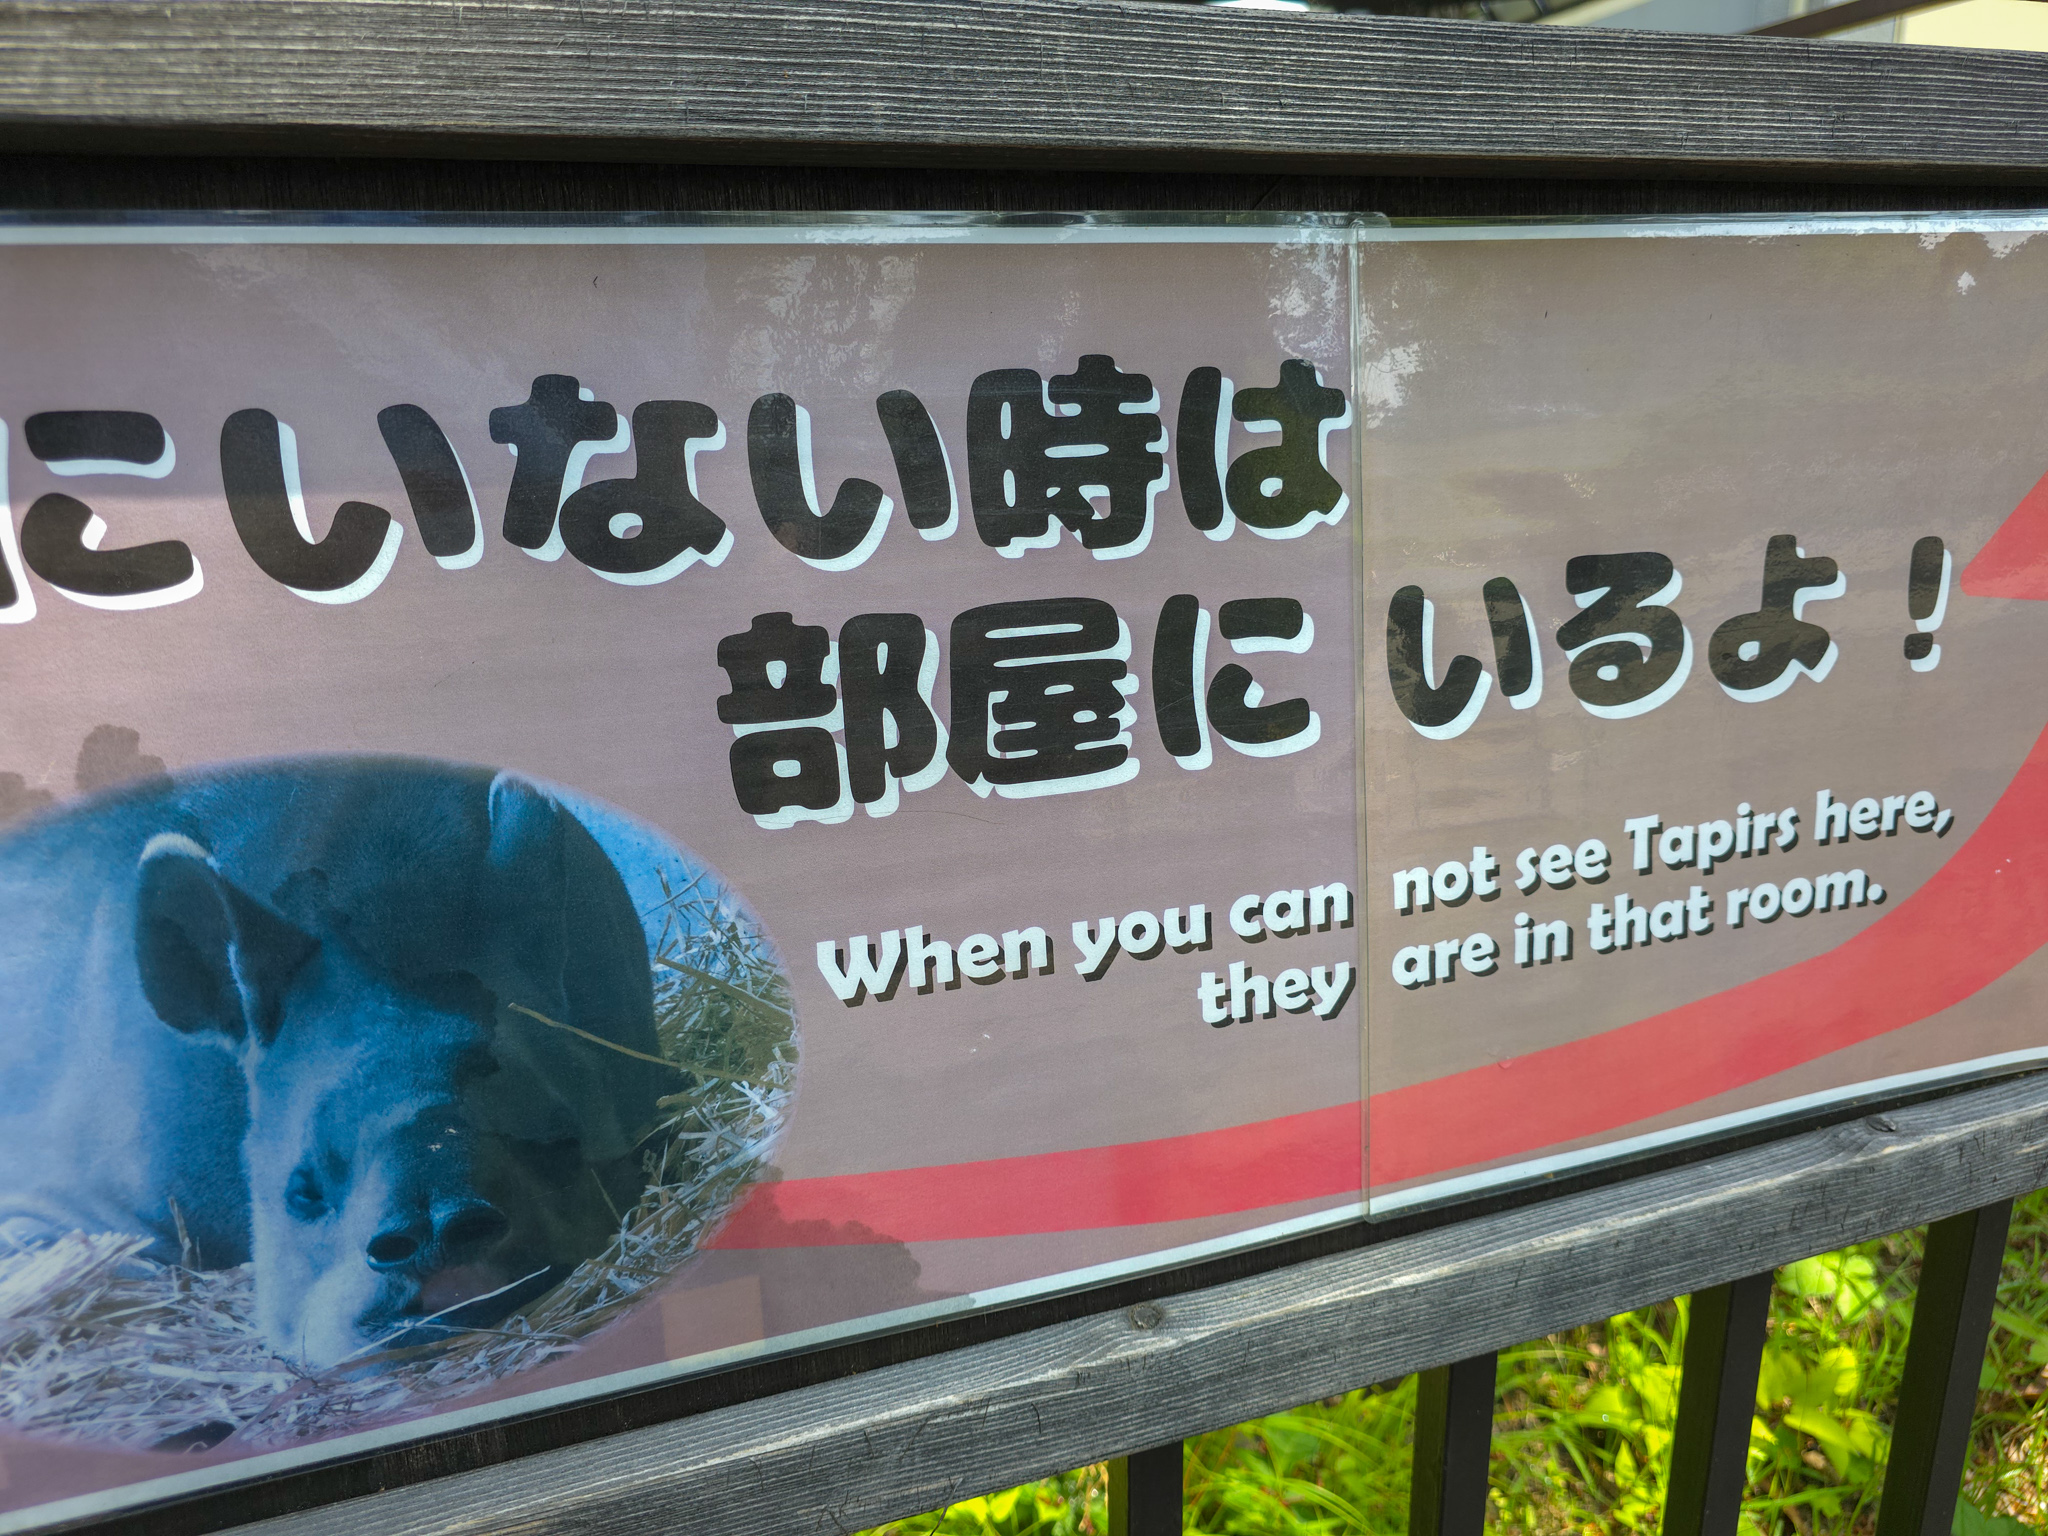 にいない時は
部屋にいるよ！
When you can not see Tapirs here,
they are in that room.